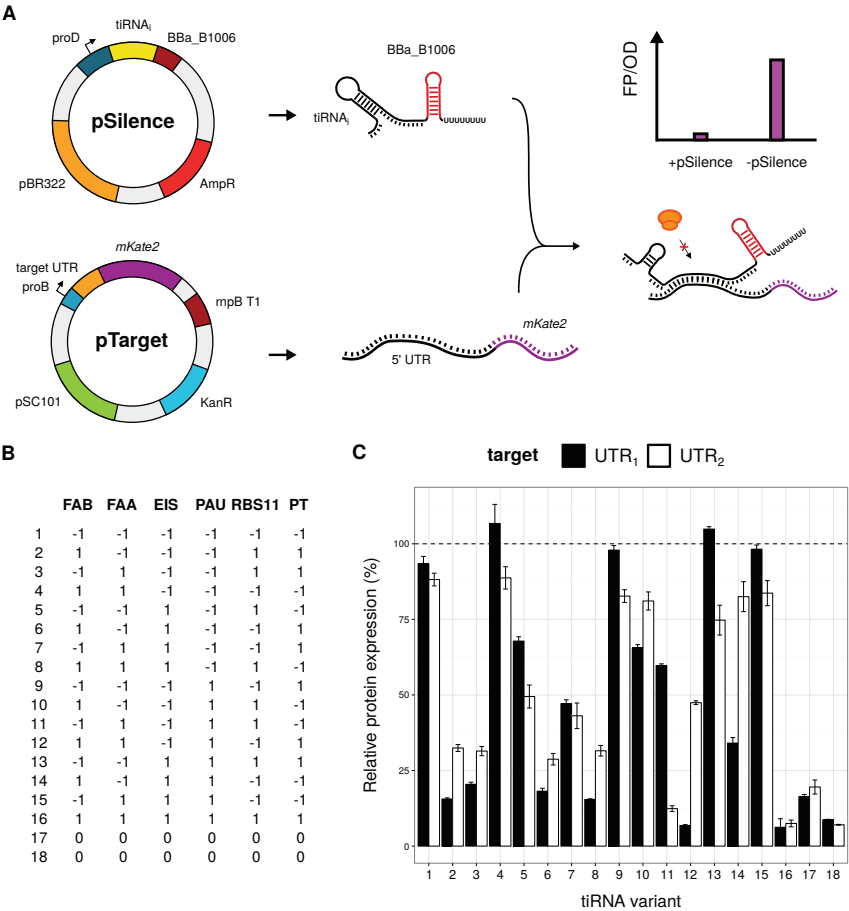 A
tiRNAi
proD
BBa_B1006
pSilence
pBR322
AmpR
BBa_B1006
tiRNAi
uuuuuuuu
FP/OD
+pSilence -pSilence
mKate2
target UTR
proB
rnpB T1
pTarget
pSC101
KanR
mKate2
5' UTR
uuuuuuuu
B
FAB FAA EIS PAU RBS11 PT
1 -1 -1 -1 -1 -1 -1
2 1 -1 -1 -1 1 1
3 -1 1 -1 -1 1 1
4 1 1 -1 -1 -1 -1
5 -1 -1 1 -1 1 -1
6 1 -1 1 -1 -1 1
7 -1 1 1 -1 -1 1
8 1 1 1 -1 1 -1
9 -1 -1 -1 1 -1 1
10 1 -1 -1 1 1 -1
11 -1 1 -1 1 1 -1
12 1 1 -1 1 -1 1
13 -1 -1 1 1 1 1
14 1 -1 1 1 -1 -1
15 -1 1 1 1 -1 -1
16 1 1 1 1 1 1
17 0 0 0 0 0 0
18 0 0 0 0 0 0
C
target UTR1 UTR2
Relative protein expression (%)
100
75
50
25
0
1 2 3 4 5 6 7 8 9 10 11 12 13 14 15 16 17 18
tiRNA variant